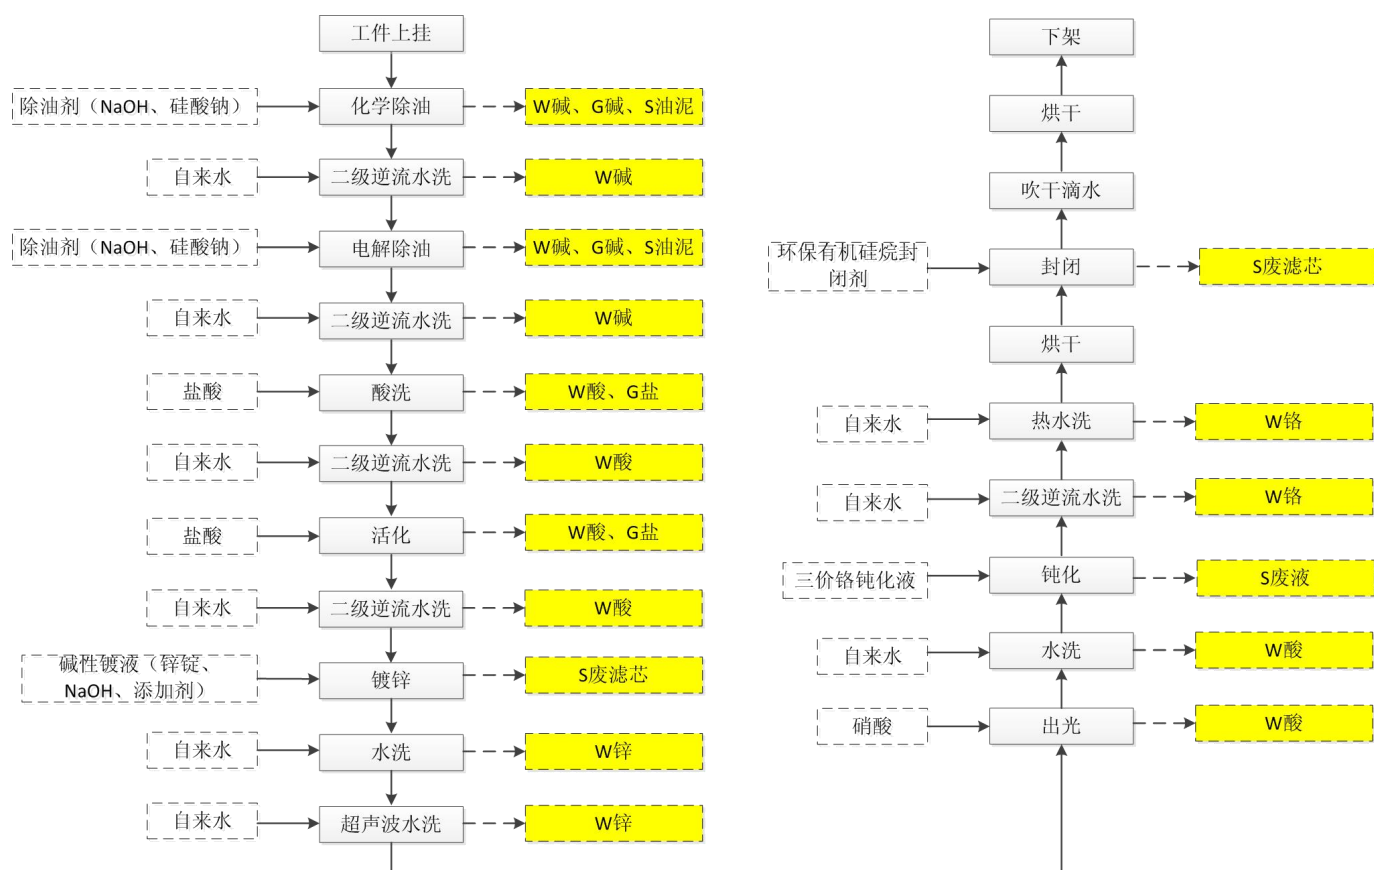 工件上挂
除油剂（NaOH、硅酸钠）
化学除油
W碱、G碱、S油泥
自来水
二级逆流水洗
W碱
除油剂（NaOH、硅酸钠）
电解除油
W碱、G碱、S油泥
自来水
二级逆流水洗
W碱
盐酸
酸洗
W酸、G盐
自来水
二级逆流水洗
W酸
盐酸
活化
W酸、G盐
自来水
二级逆流水洗
W酸
碱性镀液（锌锭、
NaOH、添加剂）
镀锌
S废滤芯
自来水
水洗
W锌
自来水
超声波水洗
W锌
下架
烘干
吹干滴水
环保有机硅烷封
闭剂
封闭
S废滤芯
烘干
自来水
热水洗
W铬
自来水
二级逆流水洗
W铬
三价铬钝化液
钝化
S废液
自来水
水洗
W酸
硝酸
出光
W酸